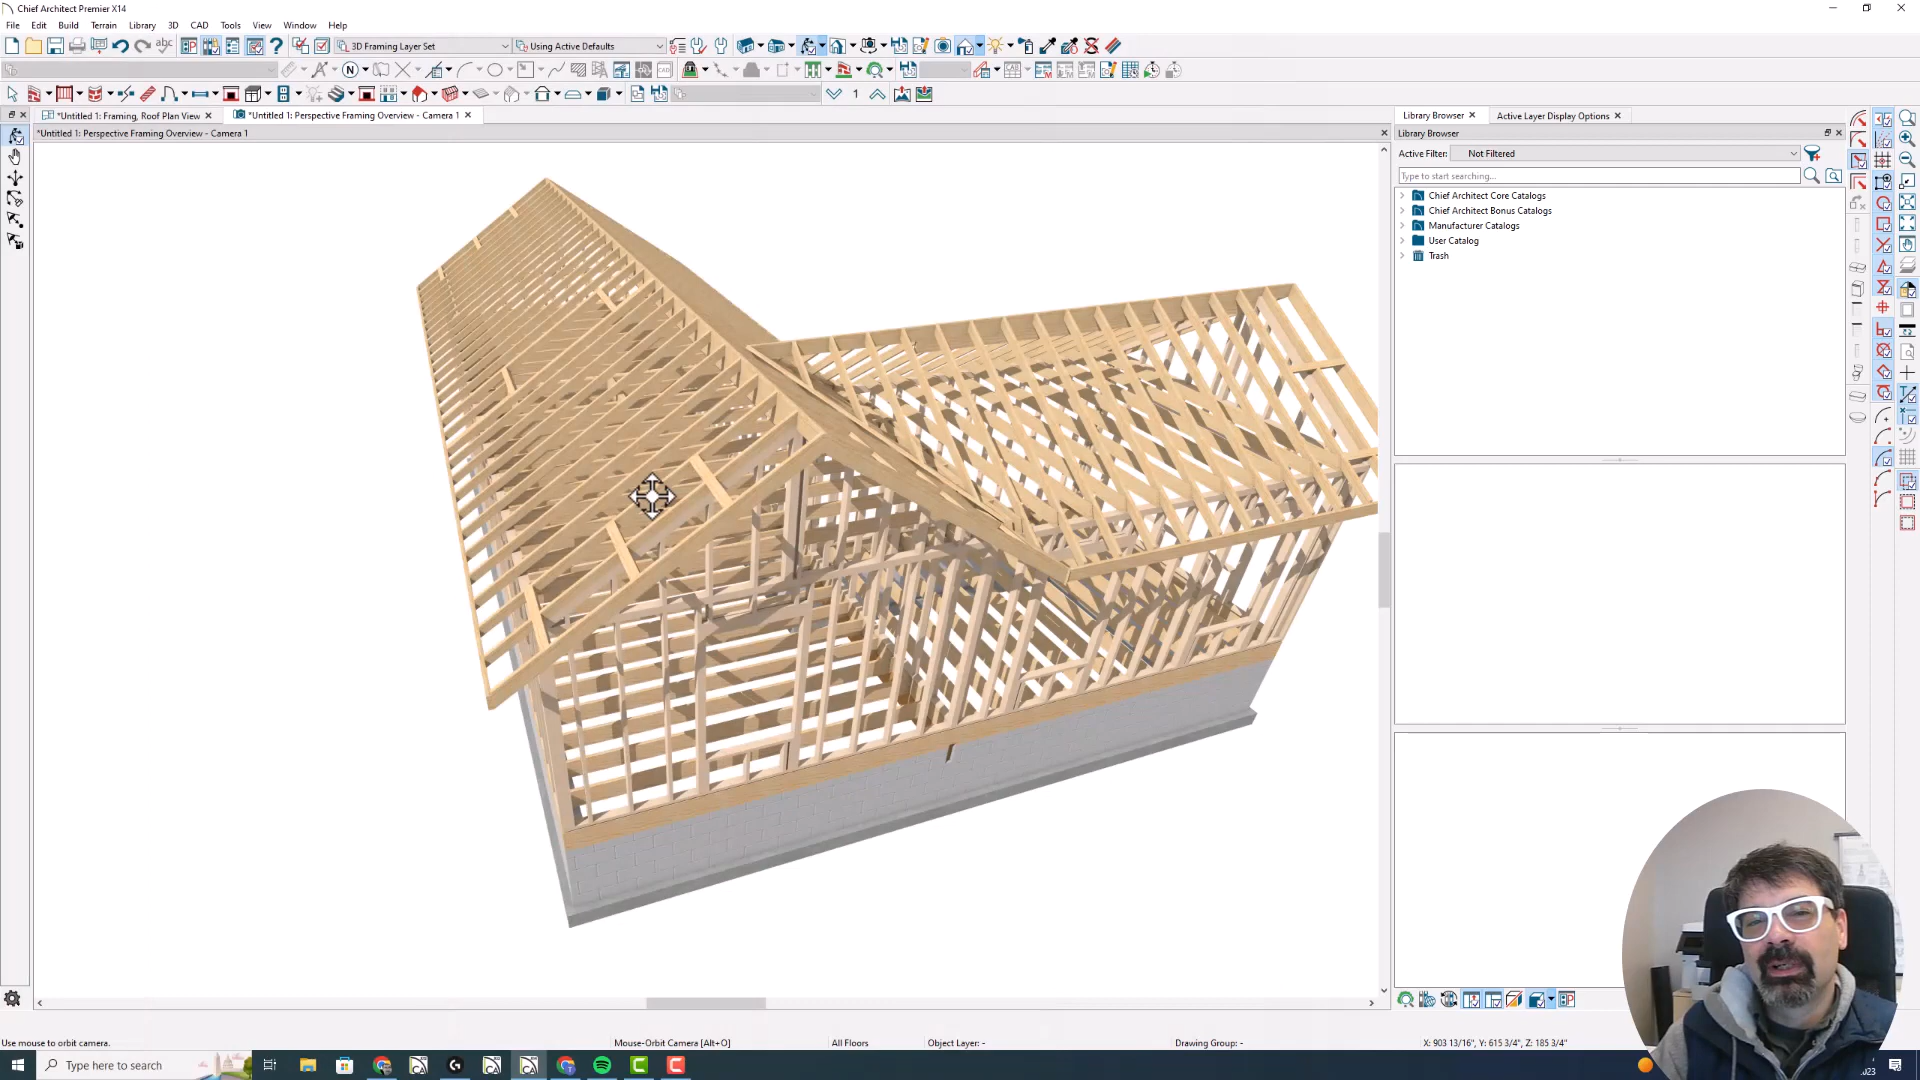 Chief Architect Premier X14
File Edit Build Terrain Library 3D CAD Tools View Window Help
3D Framing Layer Set Using Active Defaults
1
*Untitled 1: Framing, Roof Plan View *Untitled 1: Perspective Framing Overview - Camera 1 Library Browser Active Layer Display Options
*Untitled 1: Perspective Framing Overview - Camera 1 Library Browser
Active Filter: Not Filtered
Type to start searching...
Chief Architect Core Catalogs
Chief Architect Bonus Catalogs
Manufacturer Catalogs
User Catalog
Trash
Use mouse to orbit camera. Mouse-Orbit Camera [Alt+O] All Floors Object Layer: - Drawing Group: - X: 903 13/16", Y: 615 3/4", Z: 185 3/4"
Type here to search